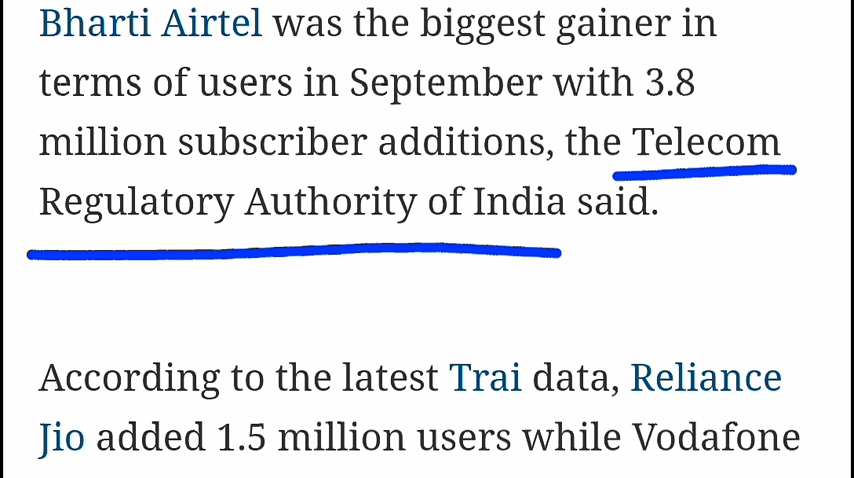 Bharti Airtel was the biggest gainer in
terms of users in September with 3.8
million subscriber additions, the Telecom
Regulatory Authority of India said.
According to the latest Trai data, Reliance
Jio added 1.5 million users while Vodafone